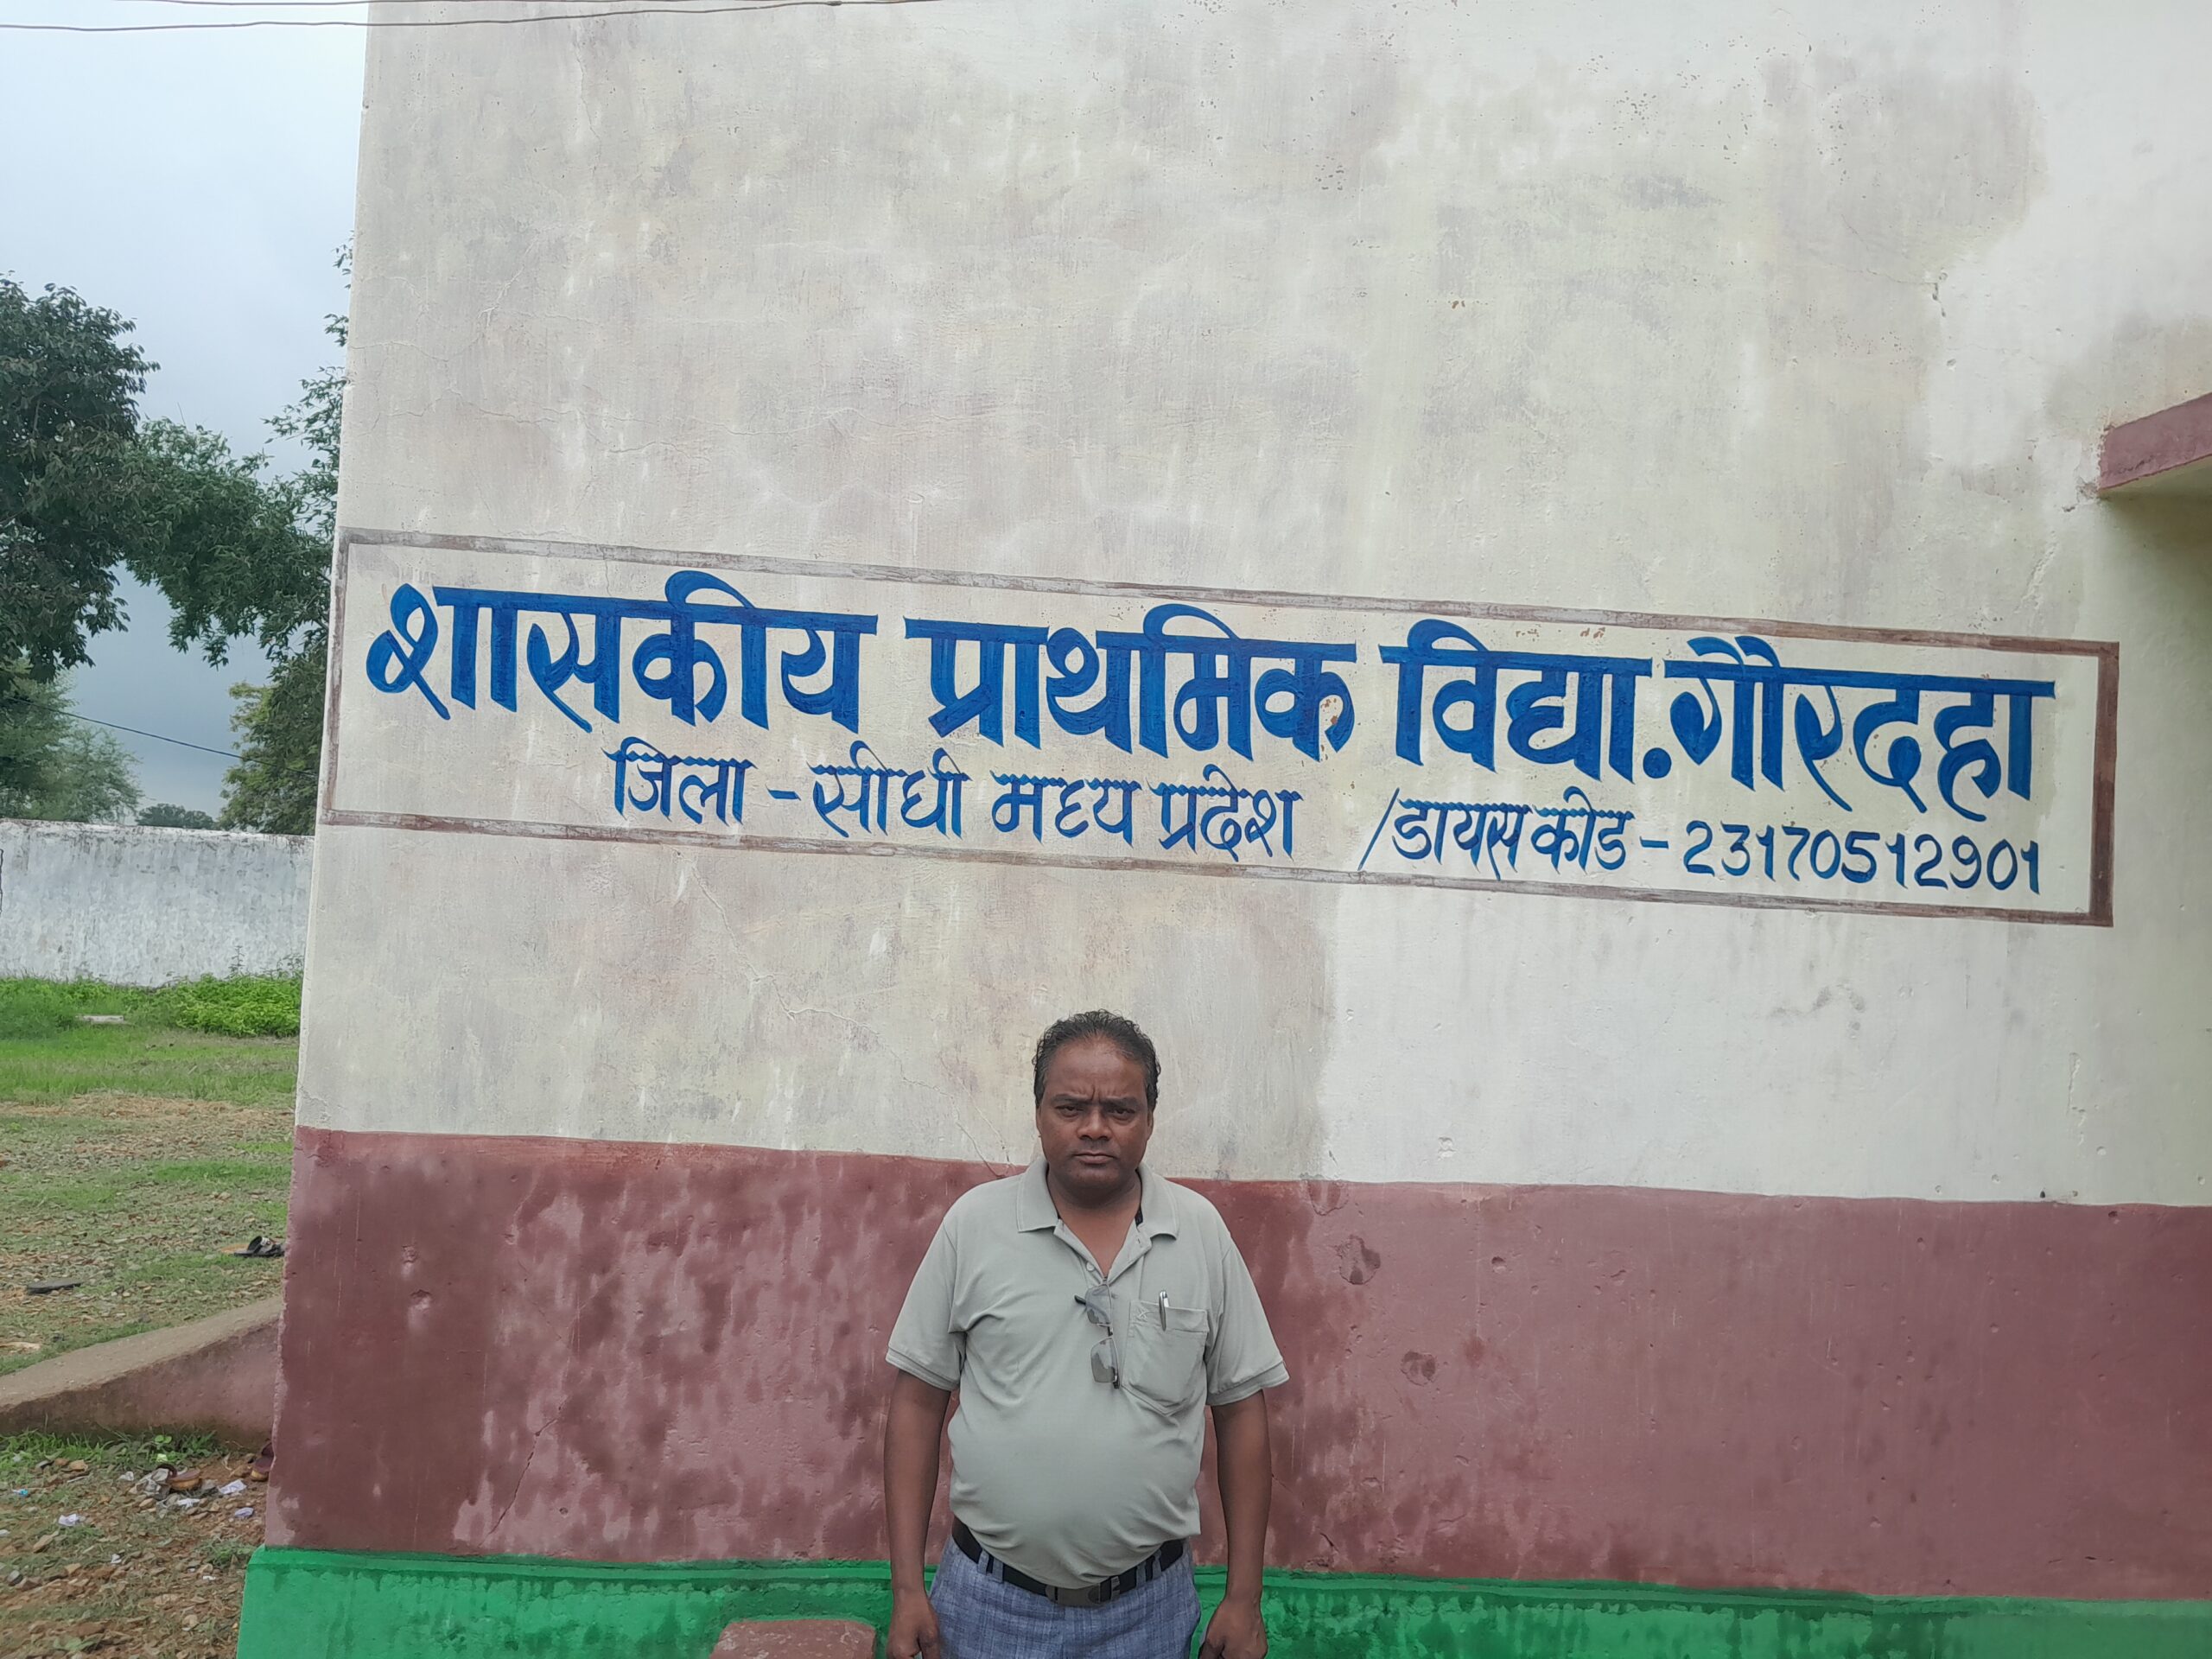 शासकीय प्राथमिक विद्या.गौरदहा
जिला - सीधी मध्य प्रदेश /डायस कोड - 23170512901